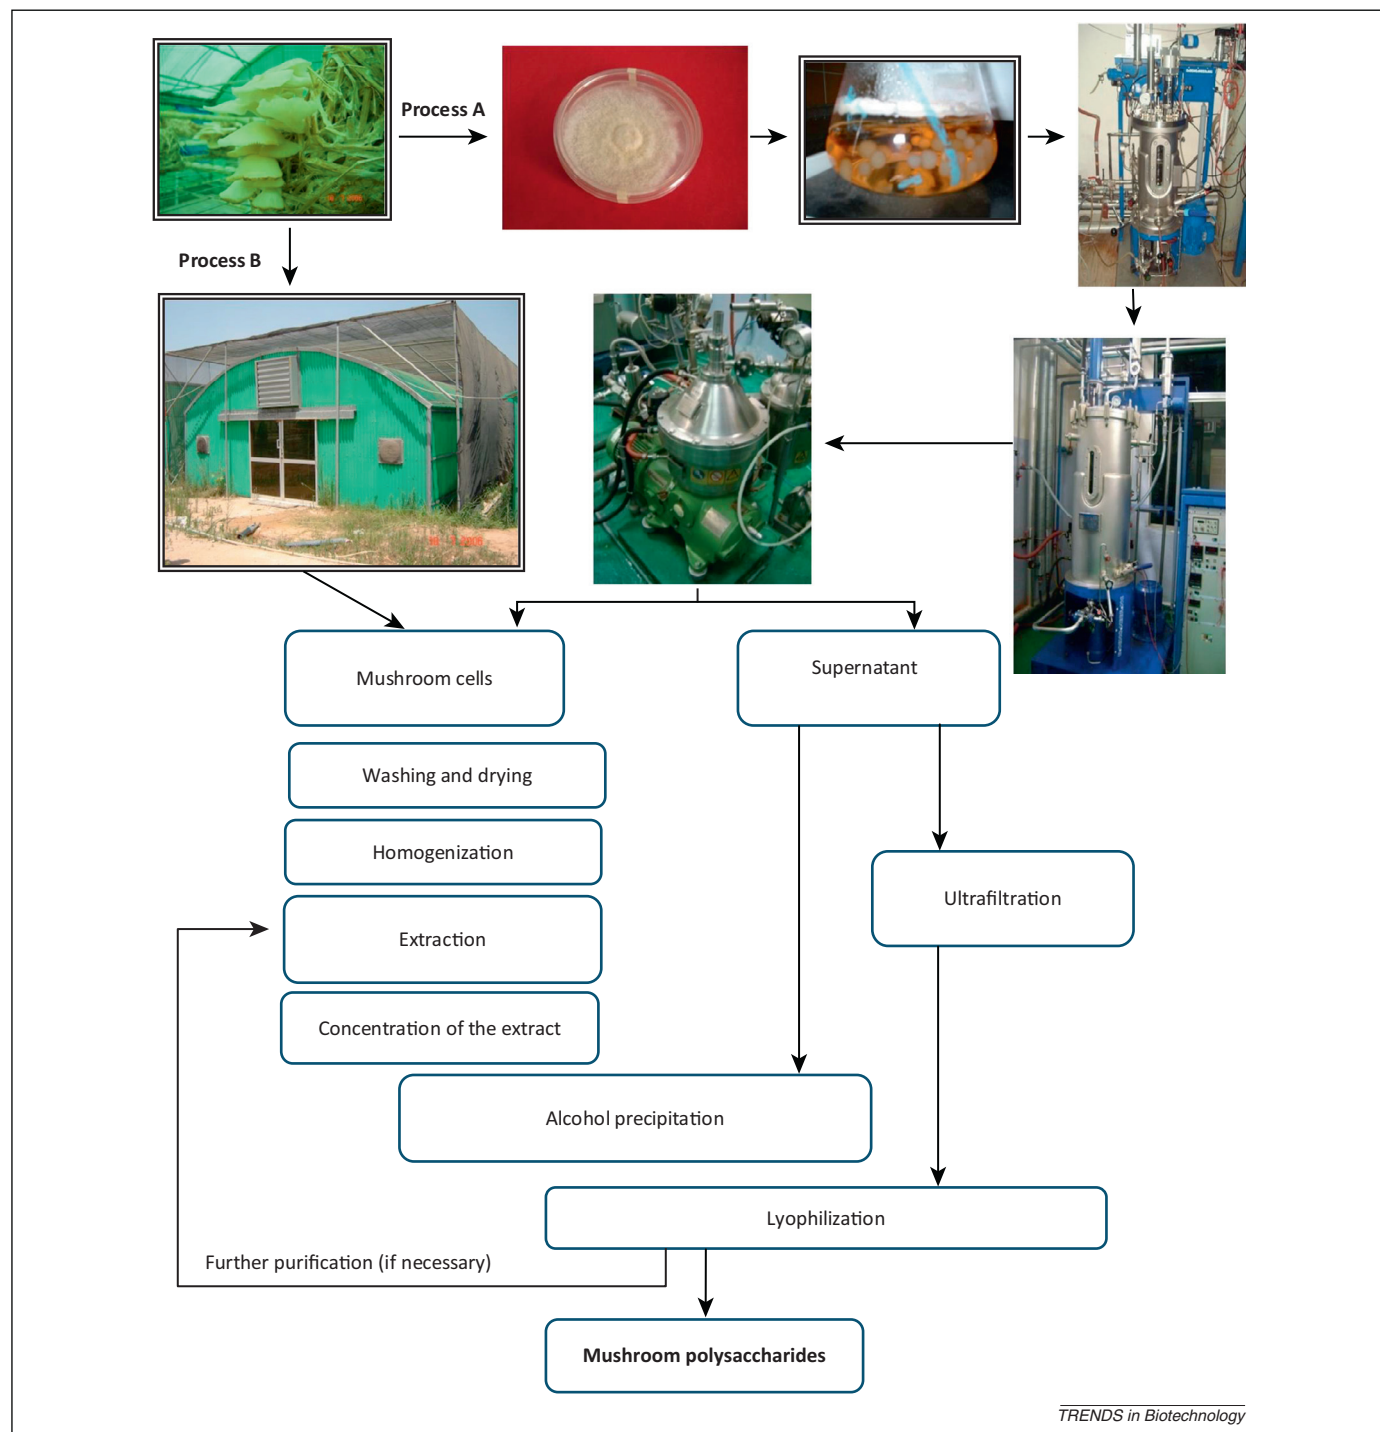 Process A
Process B
Mushroom cells
Supernatant
Washing and drying
Homogenization
Ultrafiltration
Extraction
Concentration of the extract
Alcohol precipitation
Lyophilization
Further purification (if necessary)
Mushroom polysaccharides
TRENDS in Biotechnology